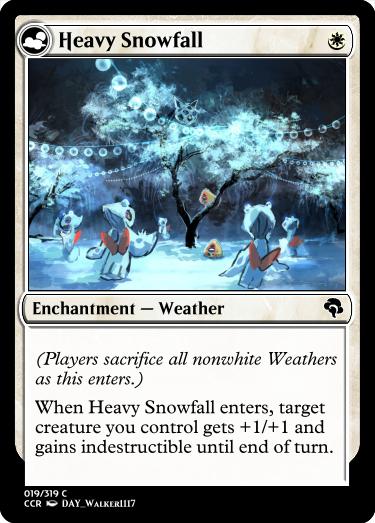 Heavy Snowfall
Enchantment — Weather
(Players sacrifice all nonwhite Weathers
as this enters.)
When Heavy Snowfall enters, target
creature you control gets +1/+1 and
gains indestructible until end of turn.
019/319 C
CCR DAY_WALKER1117